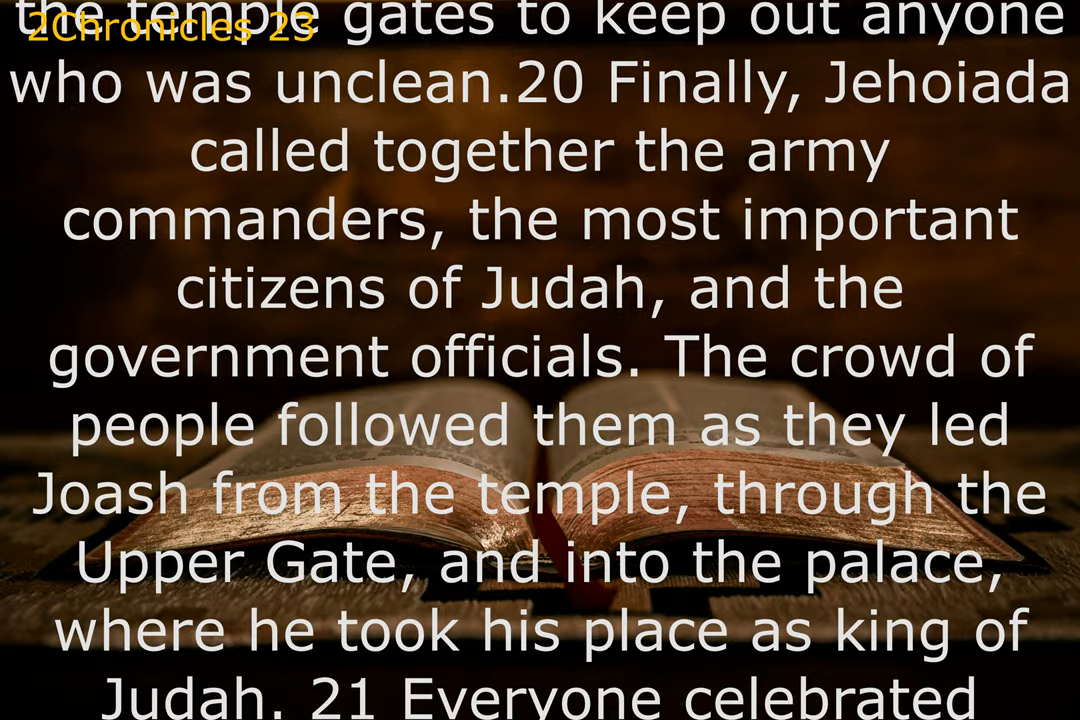 the temple gates to keep out anyone
2Chronicles 23
who was unclean.20 Finally, Jehoiada
called together the army
commanders, the most important
citizens of Judah, and the
government officials. The crowd of
people followed them as they led
Joash from the temple, through the
Upper Gate, and into the palace,
where he took his place as king of
Judah. 21 Everyone celebrated